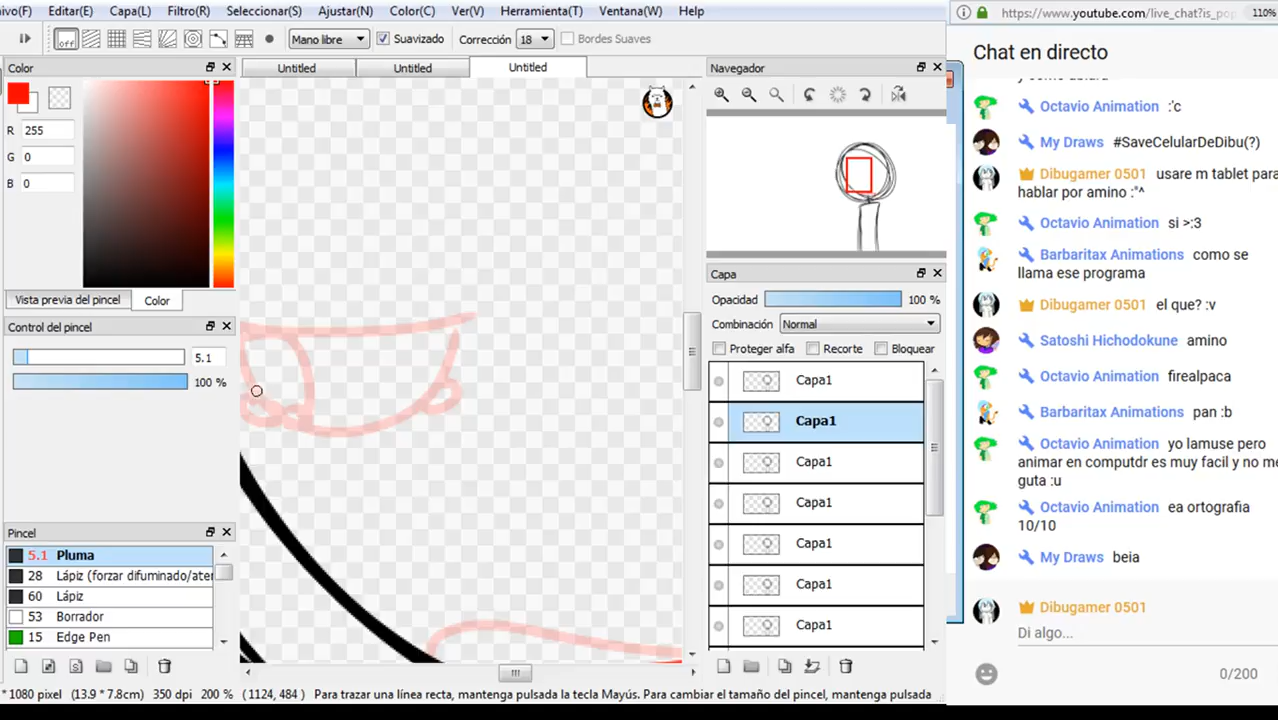 ivo(F) Editar(E) Capa(L) Filtro(R) Seleccionar(S) Ajustar(N) Color(C) Ver(V) Herramienta(T) Ventana(W) Help
https://www.youtube.com/live_chat?is_po 110%
off Mano libre Suavizado Corrección 18 Bordes Suaves
Color
Untitled Untitled Untitled
Navegador
R 255
G 0
B 0
Vista previa del pincel Color
Control del pincel
5.1
100 %
Pincel
5.1 Pluma
28 Lápiz (forzar difuminado/ater
60 Lápiz
53 Borrador
15 Edge Pen
Capa
Opacidad 100 %
Combinación Normal
Proteger alfa Recorte Bloquear
Capa1
Capa1
Capa1
Capa1
Capa1
Capa1
Capa1
* 1080 pixel (13.9 * 7.8cm) 350 dpi 200 % (1124, 484) Para trazar una línea recta, mantenga pulsada la tecla Mayús. Para cambiar el tamaño del pincel, mantenga pulsada
Chat en directo
Octavio Animation :'c
My Draws #SaveCelularDeDibu(?)
Dibugamer 0501 usare m tablet para
hablar por amino :"^
Octavio Animation si >:3
Barbaritax Animations como se
llama ese programa
Dibugamer 0501 el que? :v
Satoshi Hichodokune amino
Octavio Animation firealpaca
Barbaritax Animations pan :b
Octavio Animation yo lamuse pero
animar en computdr es muy facil y no me
guta :u
Octavio Animation ea ortografia
10/10
My Draws beia
Dibugamer 0501
Di algo...
0/200